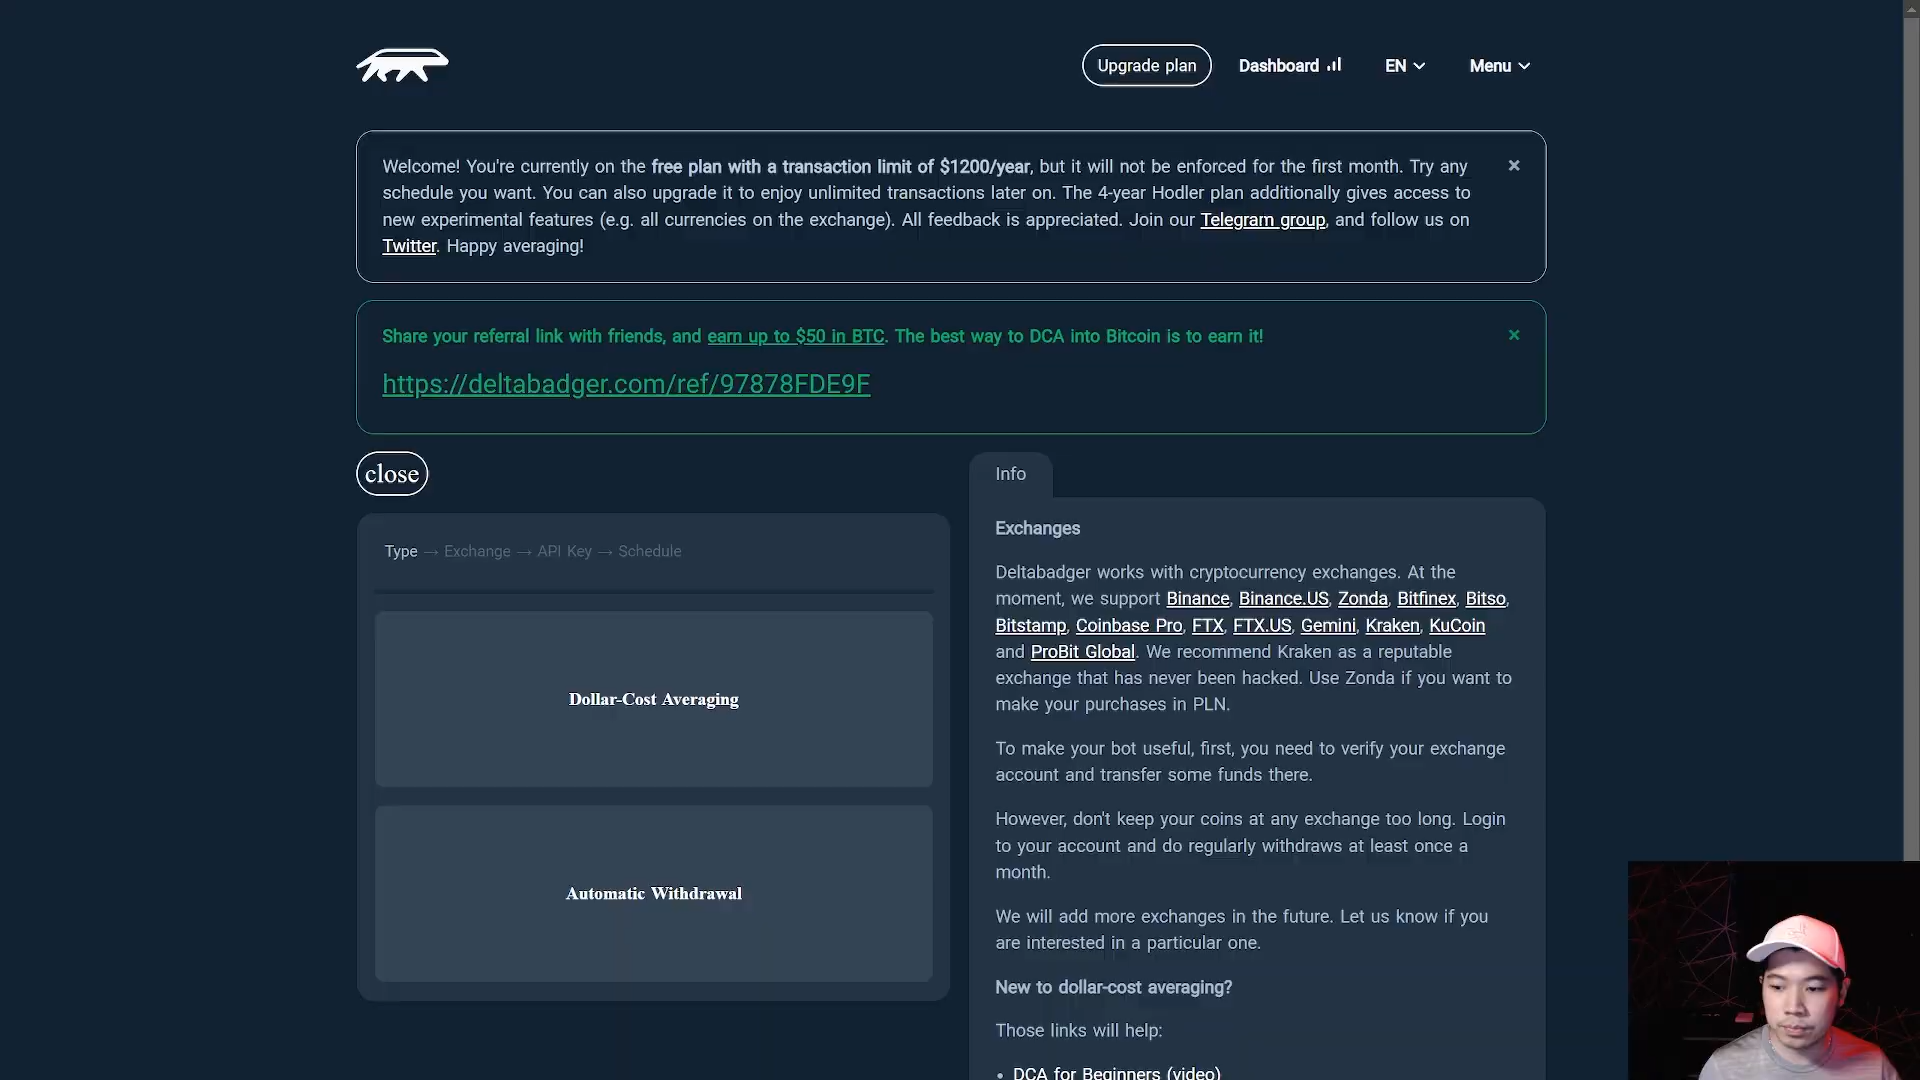 Upgrade plan
Dashboard
EN
Menu
Welcome! You're currently on the free plan with a transaction limit of $1200/year, but it will not be enforced for the first month. Try any
schedule you want. You can also upgrade it to enjoy unlimited transactions later on. The 4-year Hodler plan additionally gives access to
new experimental features (e.g. all currencies on the exchange). All feedback is appreciated. Join our Telegram group, and follow us on
Twitter. Happy averaging!
Share your referral link with friends, and earn up to $50 in BTC. The best way to DCA into Bitcoin is to earn it!
https://deltabadger.com/ref/97878FDE9F
close
Type → Exchange → API Key → Schedule
Dollar-Cost Averaging
Automatic Withdrawal
Info
Exchanges
Deltabadger works with cryptocurrency exchanges. At the
moment, we support Binance, Binance.US, Zonda, Bitfinex, Bitso,
Bitstamp, Coinbase Pro, FTX, FTX.US, Gemini, Kraken, KuCoin
and ProBit Global. We recommend Kraken as a reputable
exchange that has never been hacked. Use Zonda if you want to
make your purchases in PLN.
To make your bot useful, first, you need to verify your exchange
account and transfer some funds there.
However, don't keep your coins at any exchange too long. Login
to your account and do regularly withdraws at least once a
month.
We will add more exchanges in the future. Let us know if you
are interested in a particular one.
New to dollar-cost averaging?
Those links will help:
• DCA for Beginners (video)